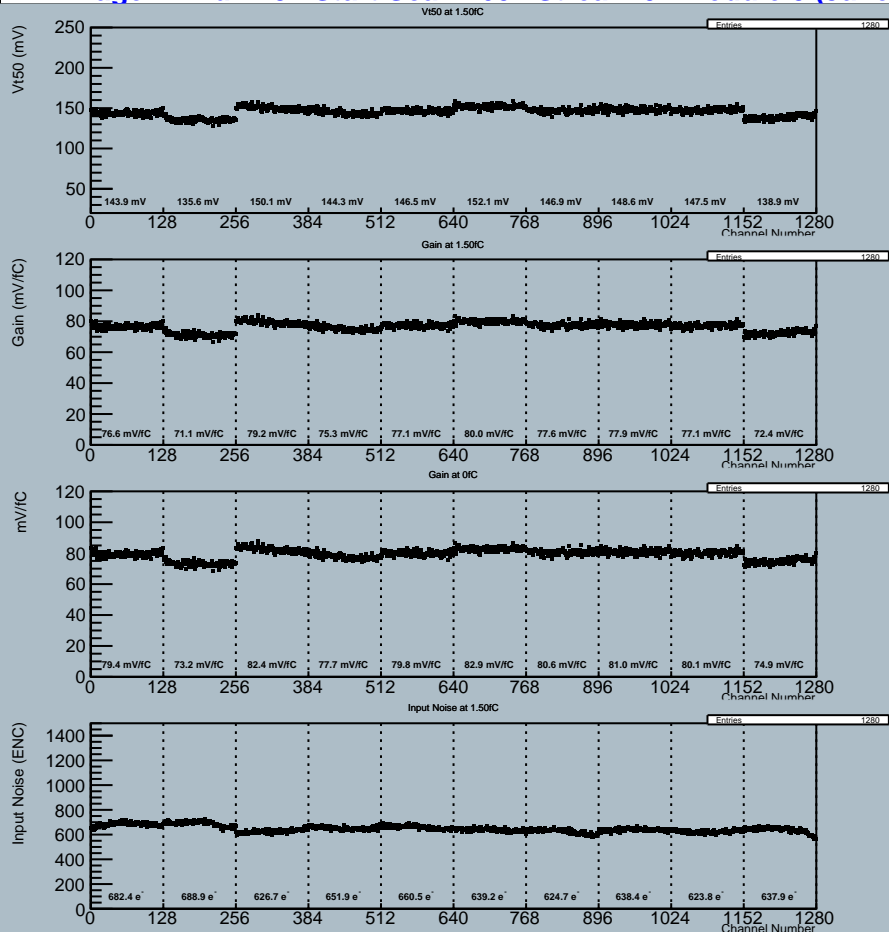 Vt50 at 1.50fC
Entries 1280
Vt50 (mV)
250
200
150
100
50
143.9 mV 135.6 mV 150.1 mV 144.3 mV 146.5 mV 152.1 mV 146.9 mV 148.6 mV 147.5 mV 138.9 mV
0 128 256 384 512 640 768 896 1024 1152 1280
Channel Number
Gain at 1.50fC
Entries 1280
Gain (mV/fC)
120
100
80
60
40
20
0
76.6 mV/fC 71.1 mV/fC 79.2 mV/fC 75.3 mV/fC 77.1 mV/fC 80.0 mV/fC 77.6 mV/fC 77.9 mV/fC 77.1 mV/fC 72.4 mV/fC
0 128 256 384 512 640 768 896 1024 1152 1280
Channel Number
Gain at 0fC
Entries 1280
mV/fC
120
100
80
60
40
20
0
79.4 mV/fC 73.2 mV/fC 82.4 mV/fC 77.7 mV/fC 79.8 mV/fC 82.9 mV/fC 80.6 mV/fC 81.0 mV/fC 80.1 mV/fC 74.9 mV/fC
0 128 256 384 512 640 768 896 1024 1152 1280
Channel Number
Input Noise at 1.50fC
Entries 1280
Input Noise (ENC)
1400
1200
1000
800
600
400
200
0
682.4 e⁻ 688.9 e⁻ 626.7 e⁻ 651.9 e⁻ 660.5 e⁻ 639.2 e⁻ 624.7 e⁻ 638.4 e⁻ 623.8 e⁻ 637.9 e⁻
0 128 256 384 512 640 768 896 1024 1152 1280
Channel Number